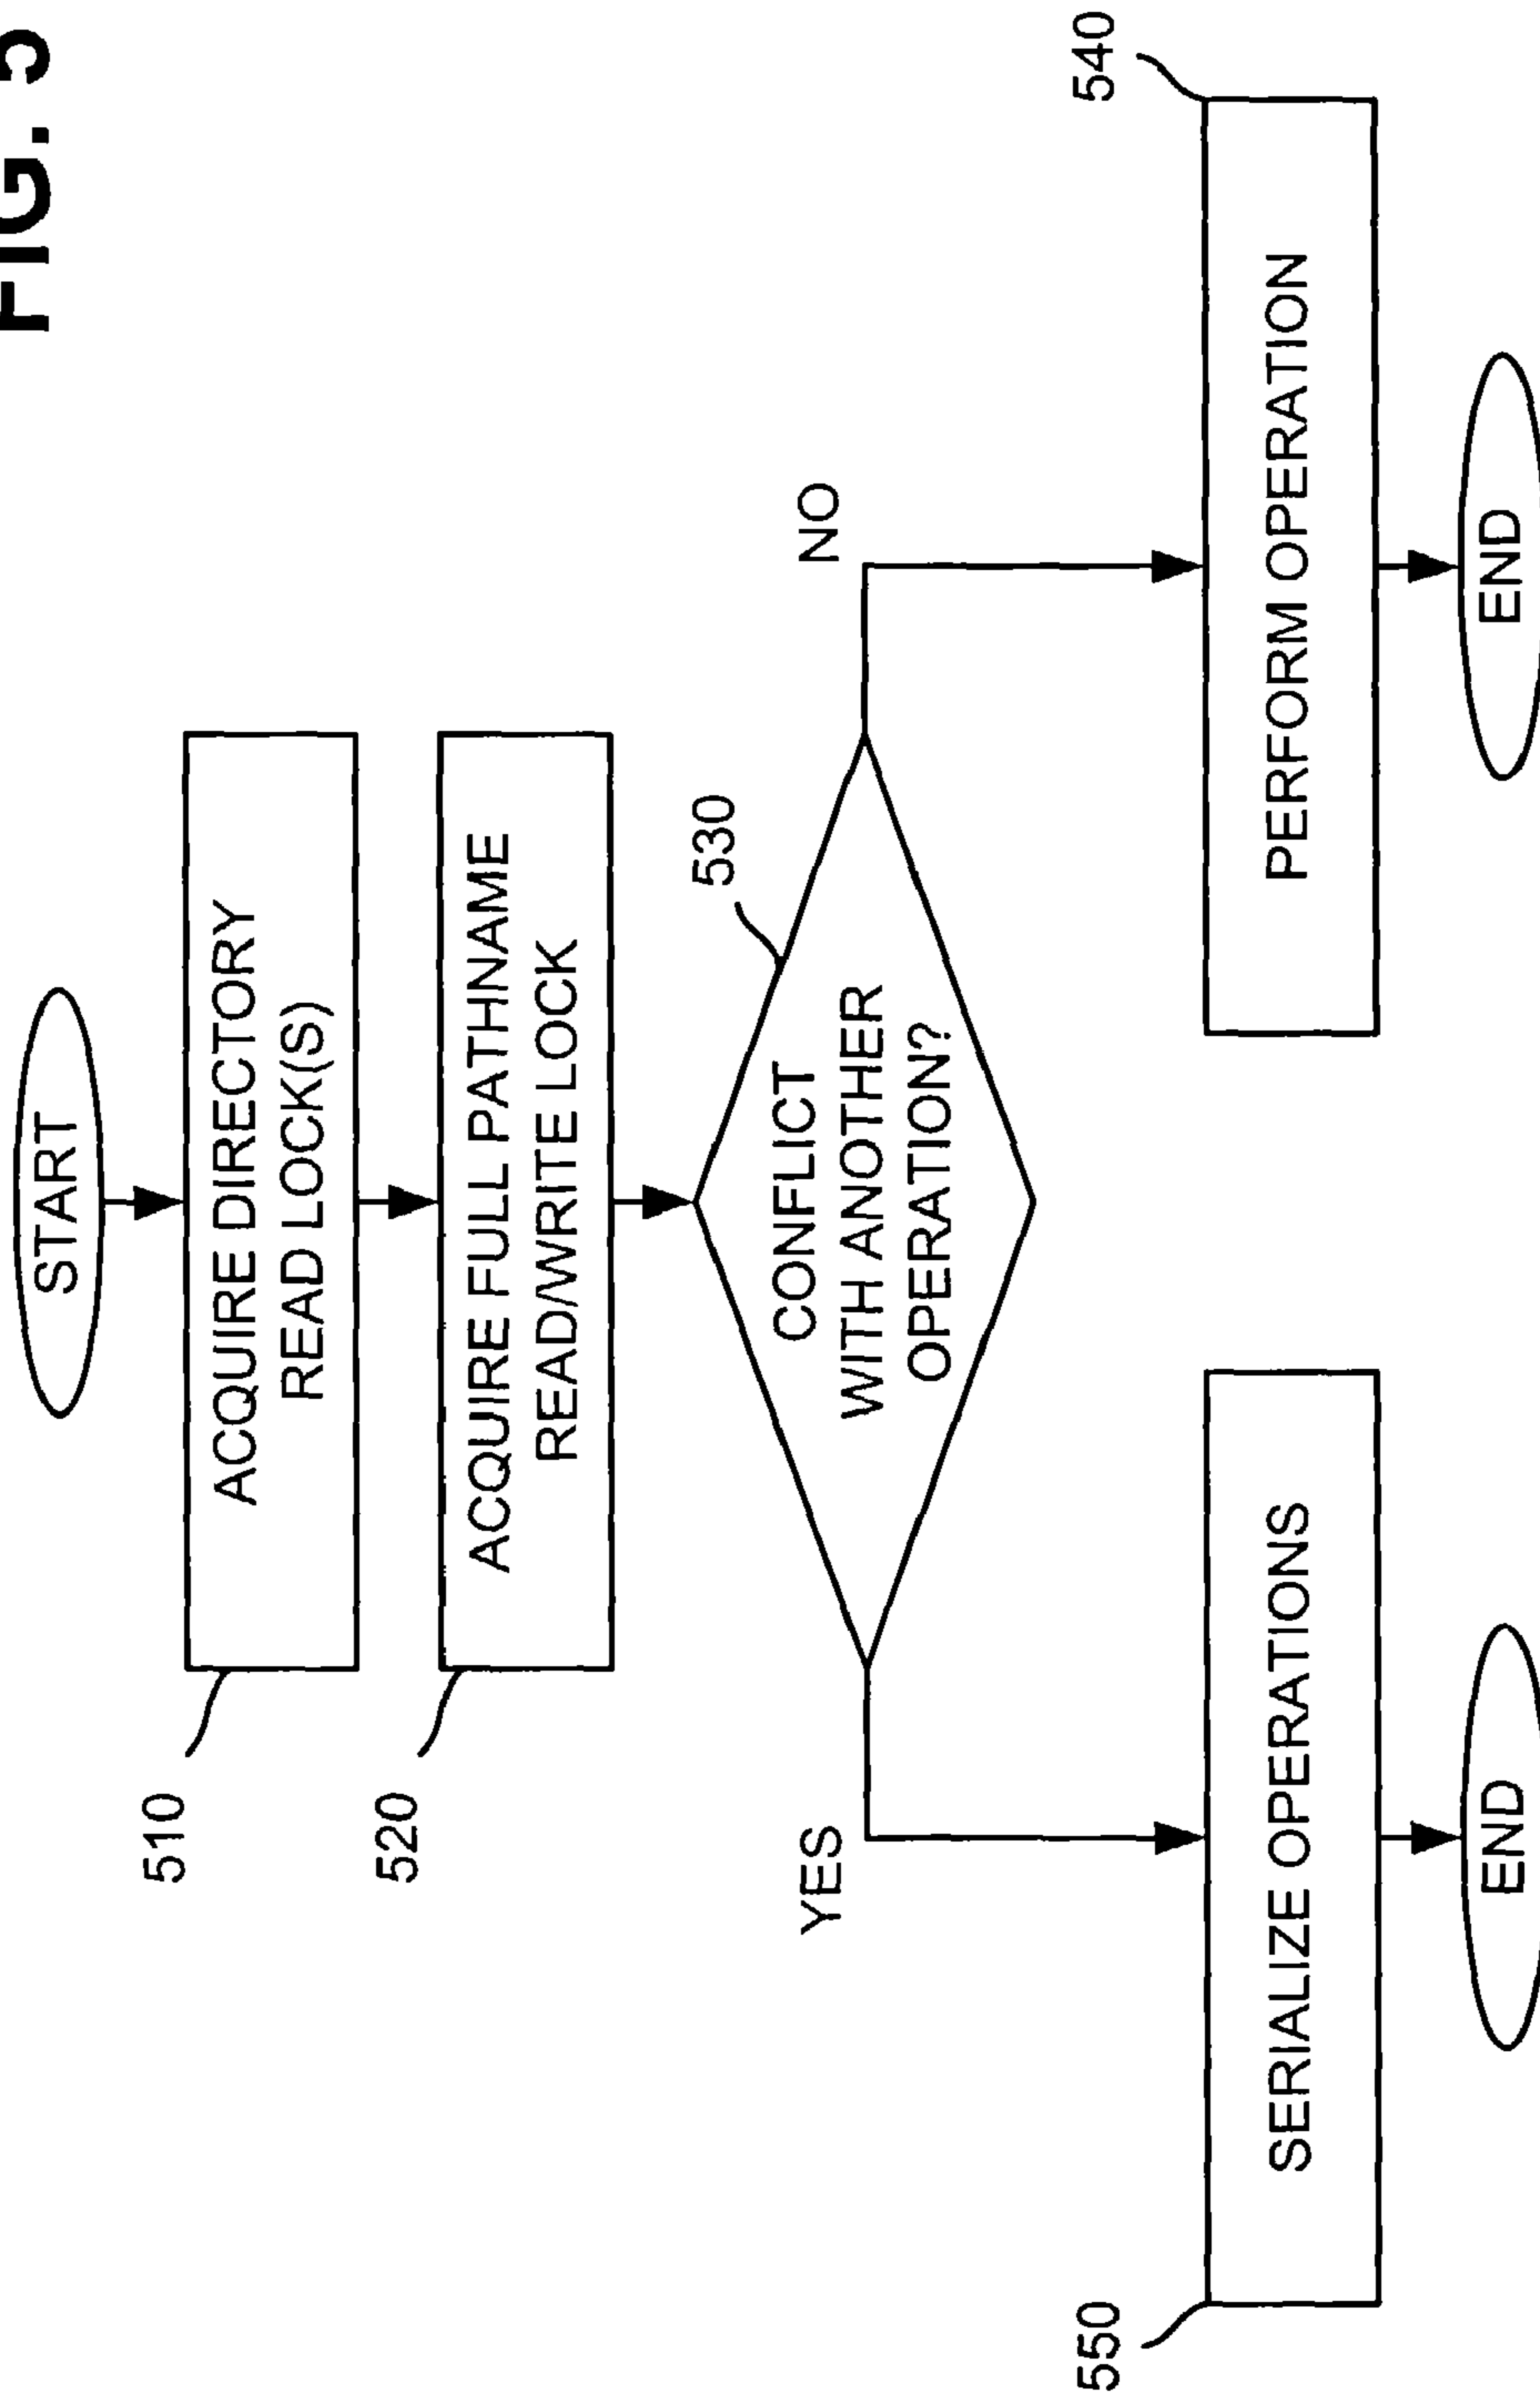 FIG. 5
START
510
ACQUIRE DIRECTORY
READ LOCK(S)
520
ACQUIRE FULL PATHNAME
READ/WRITE LOCK
530
CONFLICT
WITH ANOTHER
OPERATION?
YES
NO
550
SERIALIZE OPERATIONS
540
PERFORM OPERATION
END
END